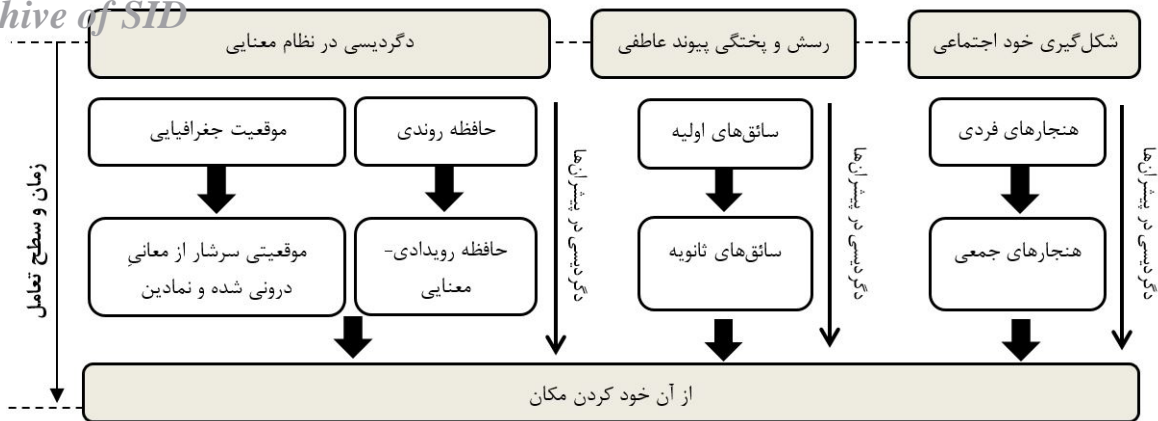 hive of SID
شکل‌گیری خود اجتماعی
رسش و پختگی پیوند عاطفی
دگردیسی در نظام معنایی
هنجارهای فردی
سائق‌های اولیه
حافظه روندی
موقعیت جغرافیایی
هنجارهای جمعی
سائق‌های ثانویه
حافظه رویدادی-
معنایی
موقعیتی سرشار از معانیِ
درونی شده و نمادین
دگردیسی در پیشران‌ها
دگردیسی در پیشران‌ها
دگردیسی در پیشران‌ها
زمان و سطح تعامل
از آن خود کردن مکان